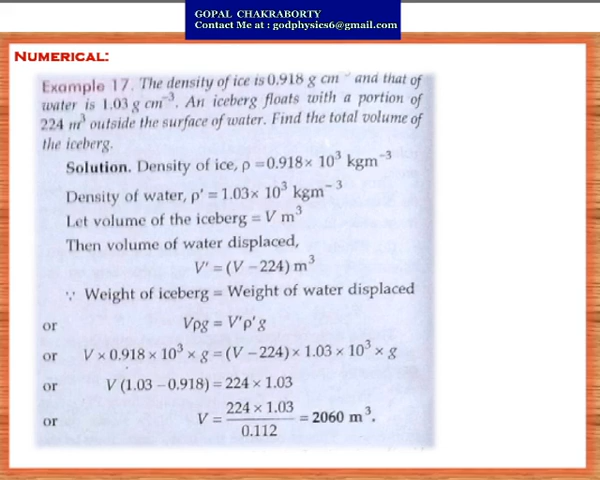 GOPAL CHAKRABORTY
Contact Me at : godphysics6@gmail.com
NUMERICAL:
Example 17. The density of ice is 0.918 g cm⁻³ and that of
water is 1.03 g cm⁻³. An iceberg floats with a portion of
224 m³ outside the surface of water. Find the total volume of
the iceberg.
Solution. Density of ice, ρ = 0.918 × 10³ kgm⁻³
Density of water, ρ' = 1.03 × 10³ kgm⁻³
Let volume of the iceberg = V m³
Then volume of water displaced,
V' = (V − 224) m³
∵ Weight of iceberg = Weight of water displaced
or Vρg = V'ρ'g
or V × 0.918 × 10³ × g = (V − 224) × 1.03 × 10³ × g
or V (1.03 − 0.918) = 224 × 1.03
or V = 224 × 1.03 / 0.112 = 2060 m³.